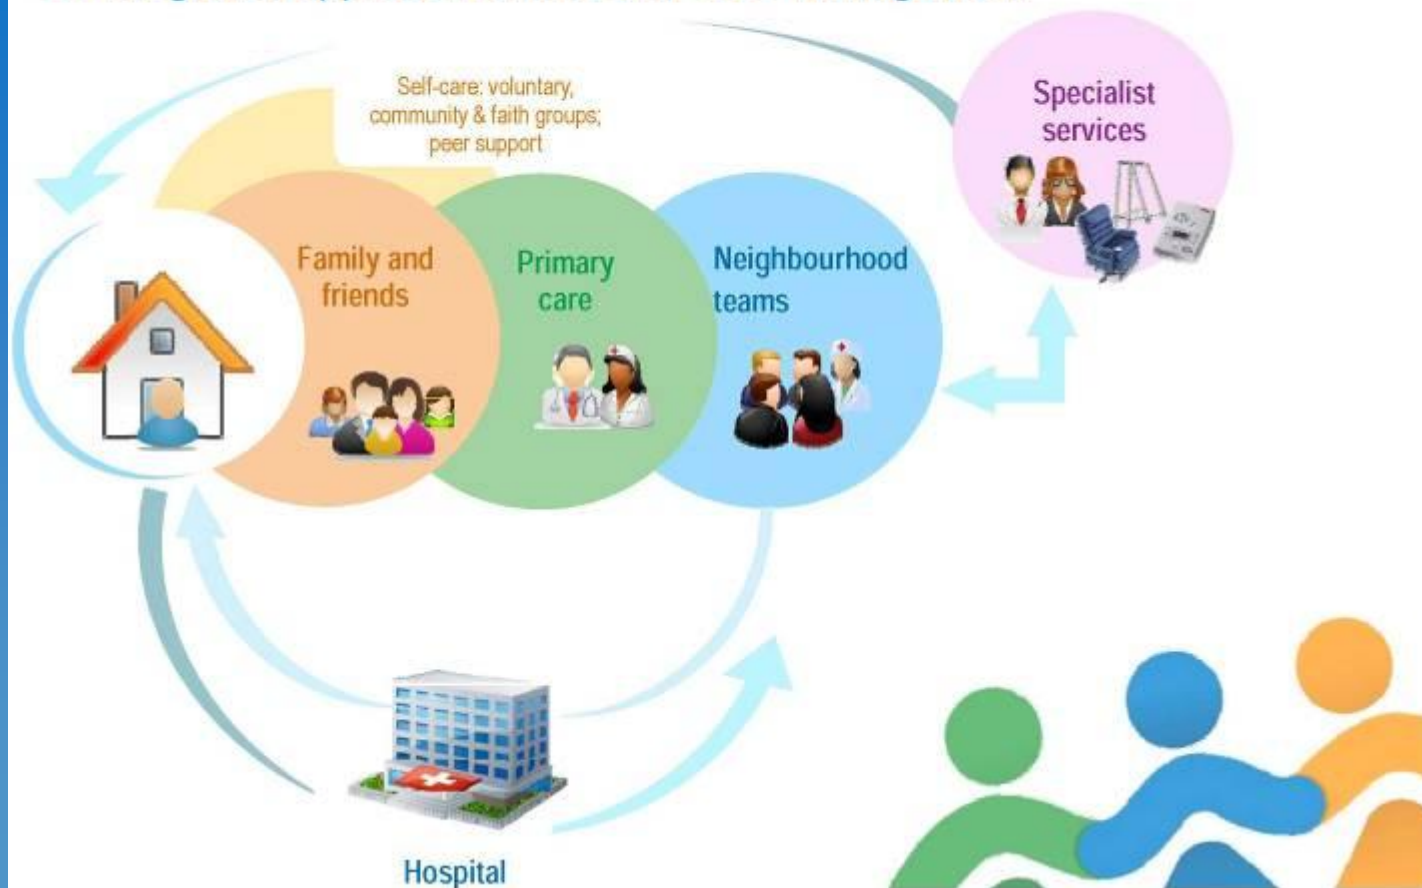 Self-care: voluntary,
community & faith groups;
peer support
Specialist
services
Family and
friends
Primary
care
Neighbourhood
teams
Hospital